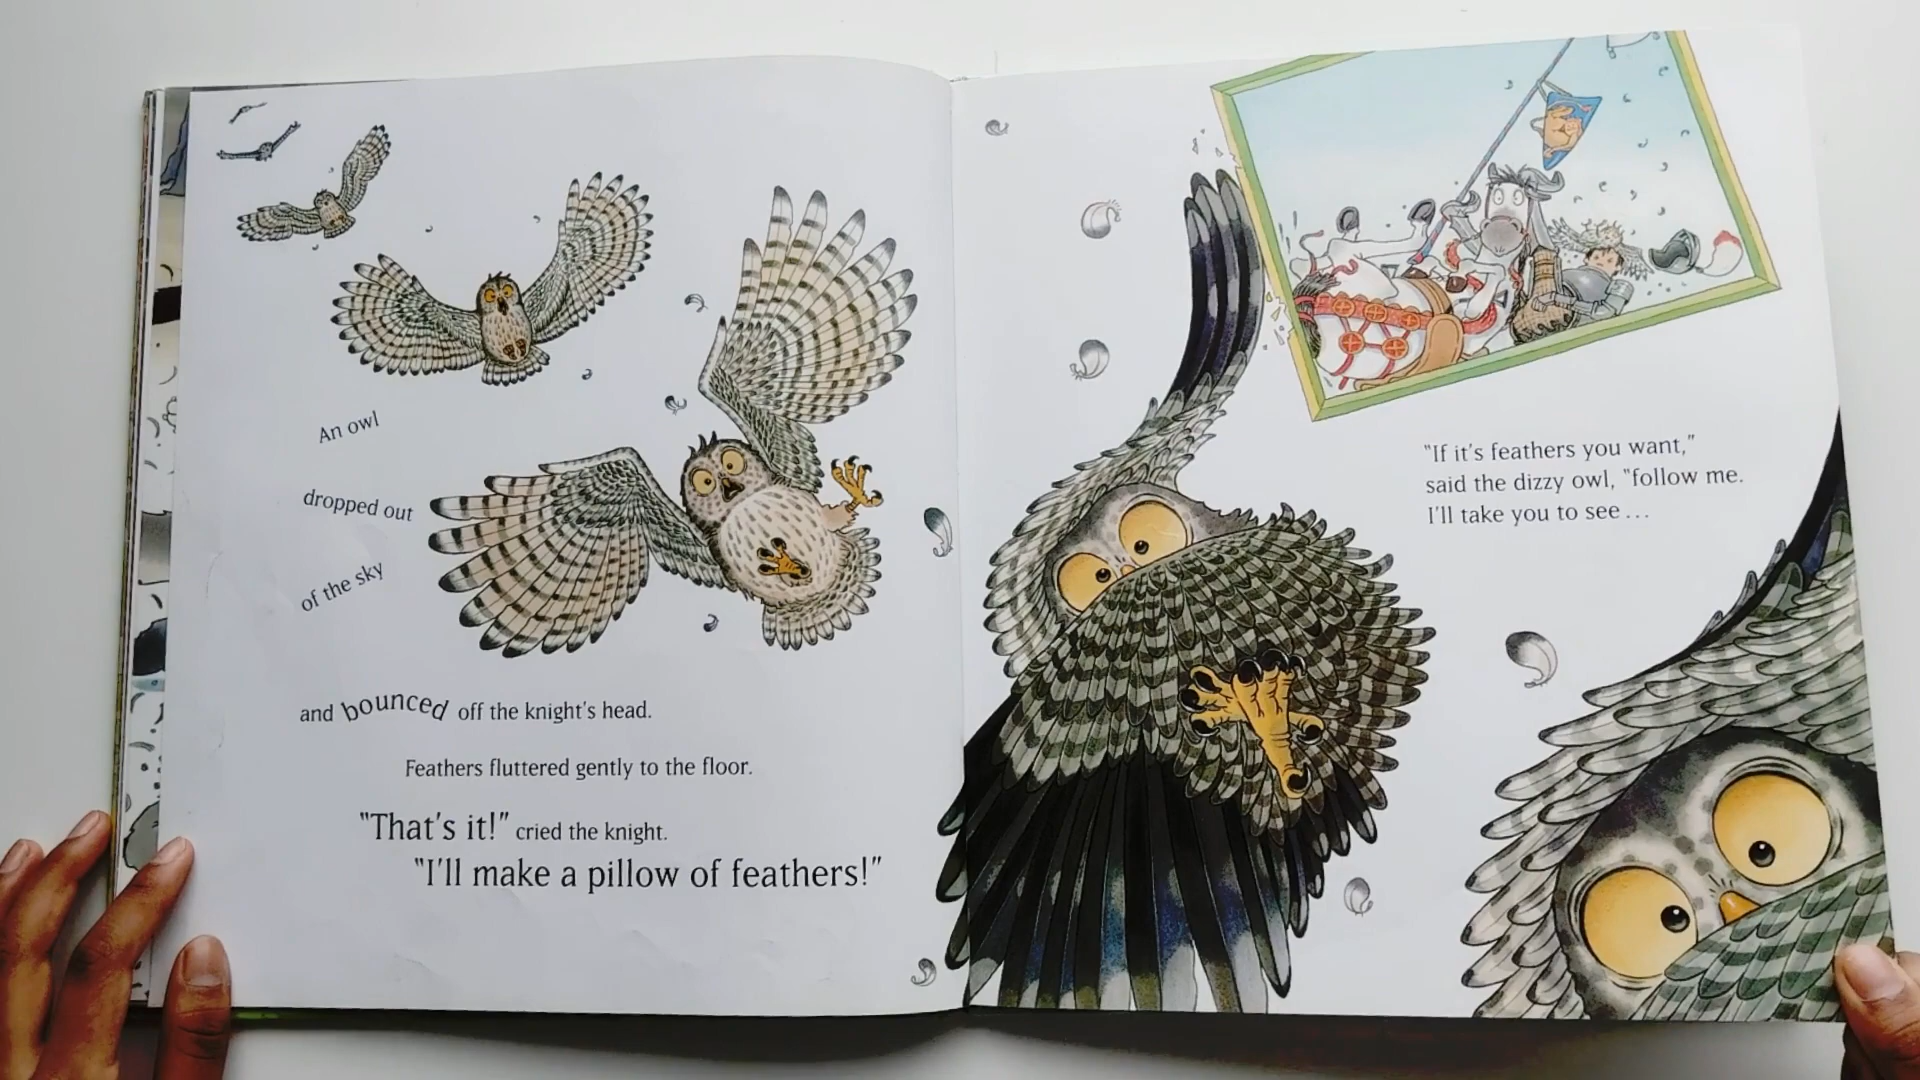 An owl
dropped out
of the sky
and bounced off the knight's head.
Feathers fluttered gently to the floor.
"That's it!" cried the knight.
"I'll make a pillow of feathers!"
"If it's feathers you want,"
said the dizzy owl, "follow me.
I'll take you to see...